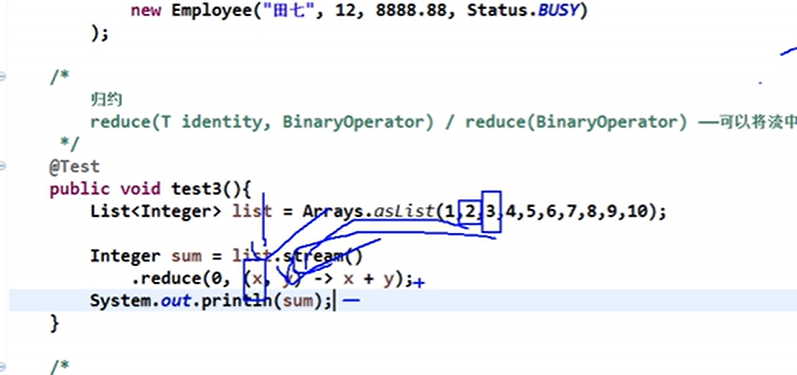 new Employee("田七", 12, 8888.88, Status.BUSY)
);
/*
归约
reduce(T identity, BinaryOperator) / reduce(BinaryOperator) ——可以将流中
*/
@Test
public void test3(){
List<Integer> list = Arrays.asList(1,2,3,4,5,6,7,8,9,10);
Integer sum = list.stream()
.reduce(0, (x, y) -> x + y);
System.out.println(sum);
}
/*